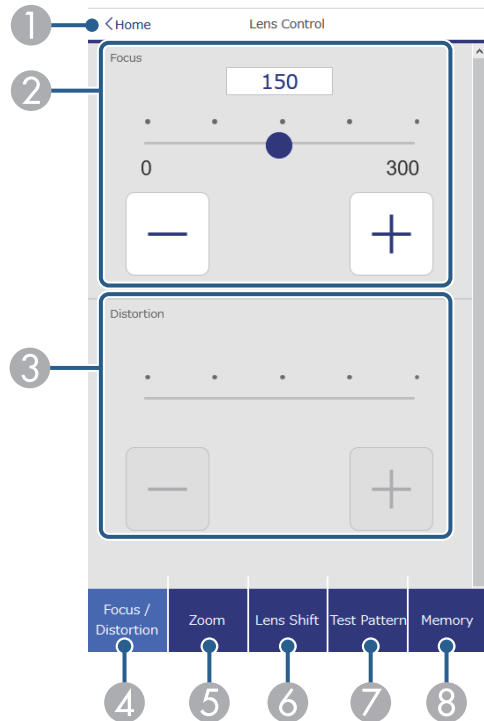 1
<Home
Lens Control
Focus
2
150
0
300
— +
Distortion
3
— +
Focus /
Distortion
Zoom
Lens Shift
Test Pattern
Memory
4 5 6 7 8